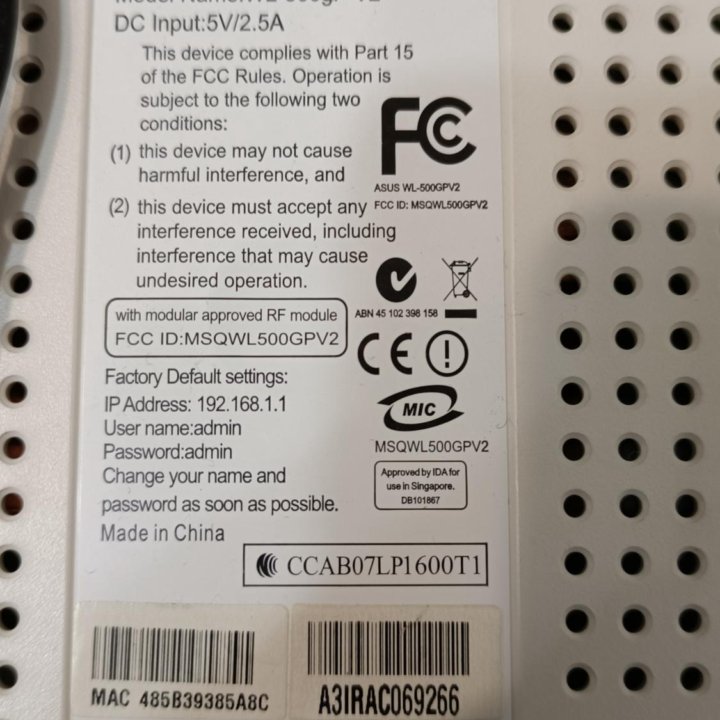 DC Input:5V/2.5A
This device complies with Part 15
of the FCC Rules. Operation is
subject to the following two
conditions:
(1) this device may not cause
harmful interference, and
(2) this device must accept any
interference received, including
interference that may cause
undesired operation.
FC
ASUS WL-500GPV2
FCC ID: MSQWL500GPV2
ABN 45 102 398 158
with modular approved RF module
FCC ID:MSQWL500GPV2
CE
MIC
MSQWL500GPV2
Approved by IDA for
use in Singapore.
DB101867
Factory Default settings:
IP Address: 192.168.1.1
User name:admin
Password:admin
Change your name and
password as soon as possible.
Made in China
CCAB07LP1600T1
MAC 485B39385A8C
A3IRAC069266